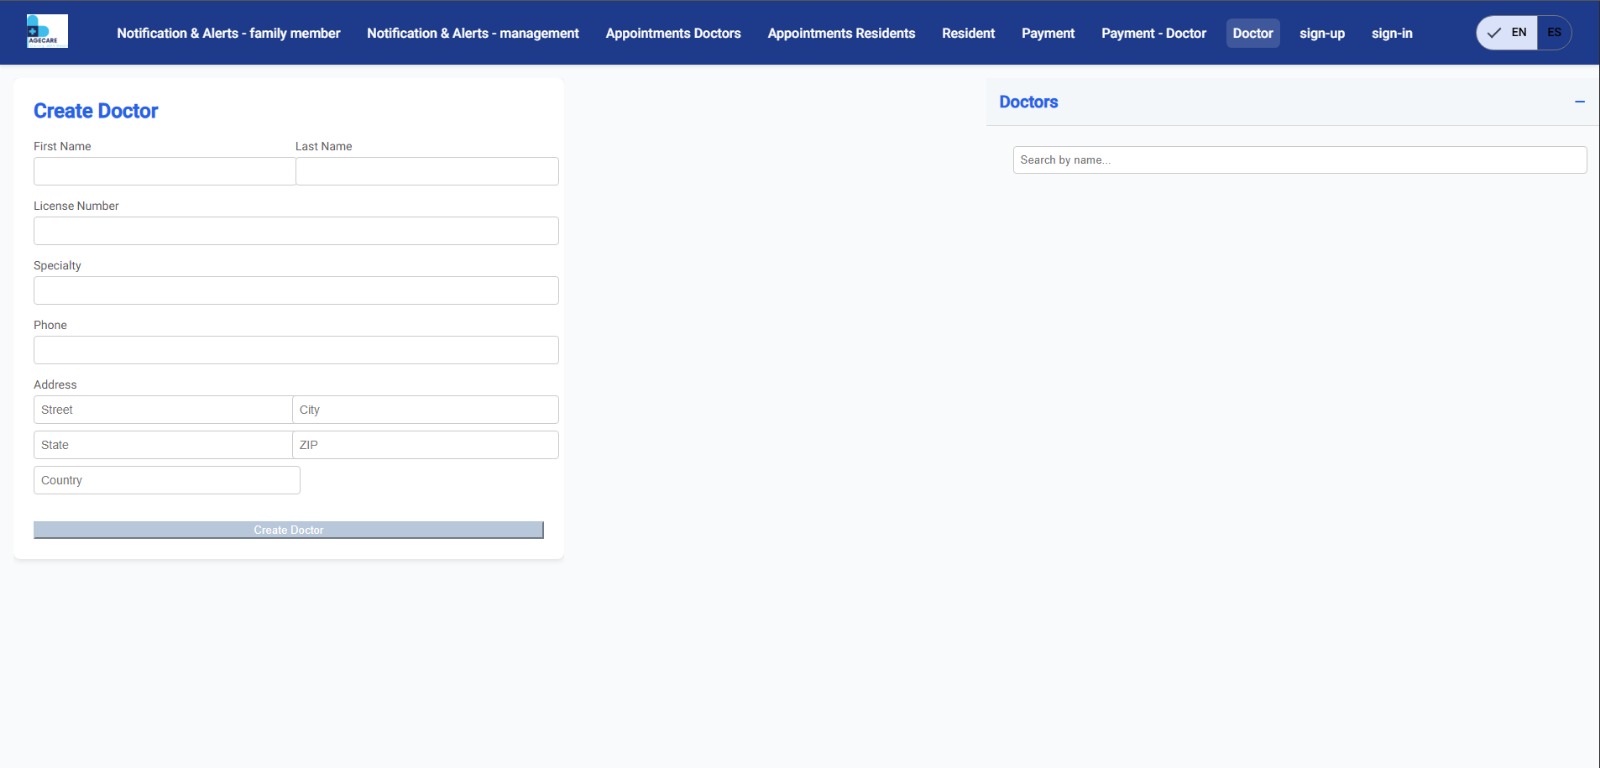 AGECARE
Notification & Alerts - family member
Notification & Alerts - management
Appointments Doctors
Appointments Residents
Resident
Payment
Payment - Doctor
Doctor
sign-up
sign-in
EN
ES
Create Doctor
First Name
Last Name
License Number
Specialty
Phone
Address
Street
City
State
ZIP
Country
Create Doctor
Doctors
Search by name...